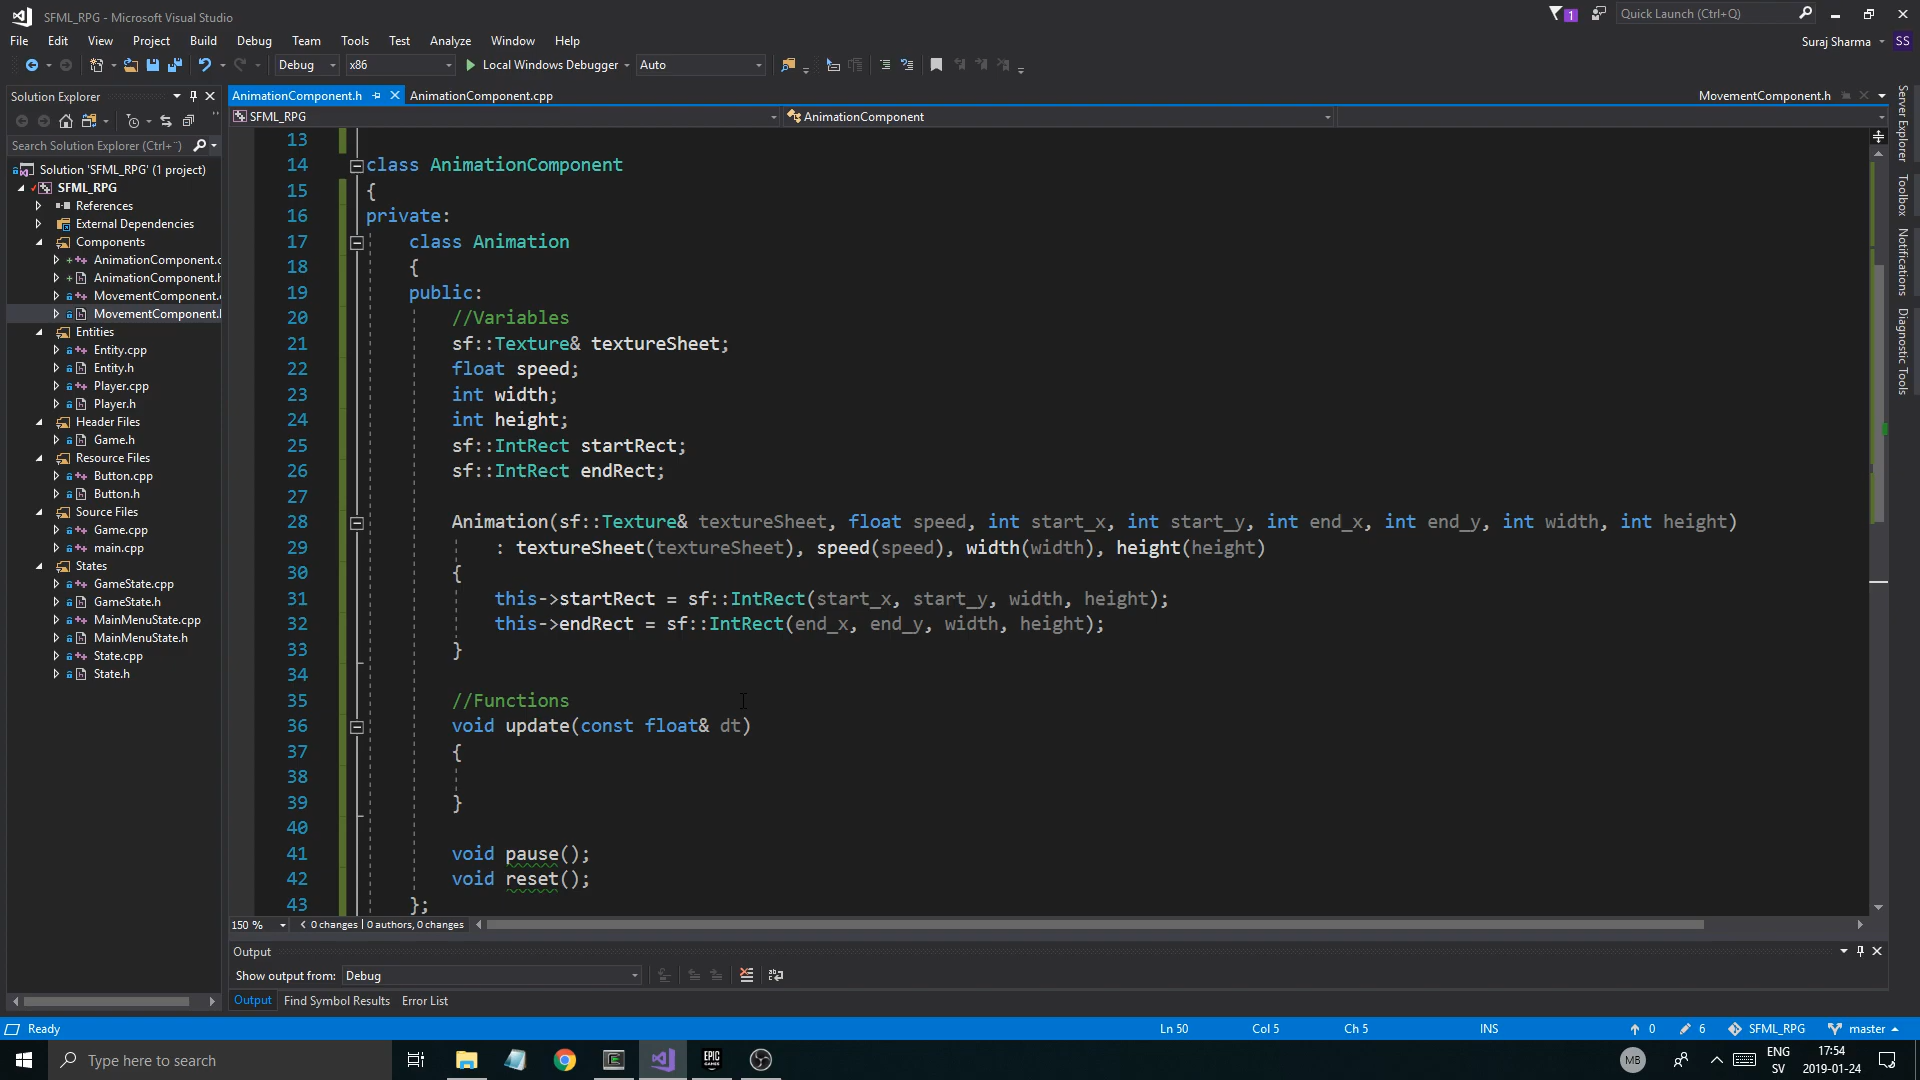 SFML_RPG - Microsoft Visual Studio
1
Quick Launch (Ctrl+Q)
File Edit View Project Build Debug Team Tools Test Analyze Window Help
Suraj Sharma SS
Debug x86 Local Windows Debugger Auto
Solution Explorer
AnimationComponent.h AnimationComponent.cpp MovementComponent.h
SFML_RPG AnimationComponent
Search Solution Explorer (Ctrl+¨)
Solution 'SFML_RPG' (1 project)
SFML_RPG
References
External Dependencies
Components
AnimationComponent.c
AnimationComponent.h
MovementComponent.
MovementComponent.
Entities
Entity.cpp
Entity.h
Player.cpp
Player.h
Header Files
Game.h
Resource Files
Button.cpp
Button.h
Source Files
Game.cpp
main.cpp
States
GameState.cpp
GameState.h
MainMenuState.cpp
MainMenuState.h
State.cpp
State.h
13
14 class AnimationComponent
15 {
16 private:
17 class Animation
18 {
19 public:
20 //Variables
21 sf::Texture& textureSheet;
22 float speed;
23 int width;
24 int height;
25 sf::IntRect startRect;
26 sf::IntRect endRect;
27
28 Animation(sf::Texture& textureSheet, float speed, int start_x, int start_y, int end_x, int end_y, int width, int height)
29 : textureSheet(textureSheet), speed(speed), width(width), height(height)
30 {
31 this->startRect = sf::IntRect(start_x, start_y, width, height);
32 this->endRect = sf::IntRect(end_x, end_y, width, height);
33 }
34
35 //Functions
36 void update(const float& dt)
37 {
38
39 }
40
41 void pause();
42 void reset();
43 };
Server Explorer
Toolbox
Notifications
Diagnostic Tools
150 % 0 changes | 0 authors, 0 changes
Output
Show output from: Debug
Output Find Symbol Results Error List
Ready Ln 50 Col 5 Ch 5 INS 0 6 SFML_RPG master
Type here to search
EPIC GAMES
MB
ENG
SV
17:54
2019-01-24